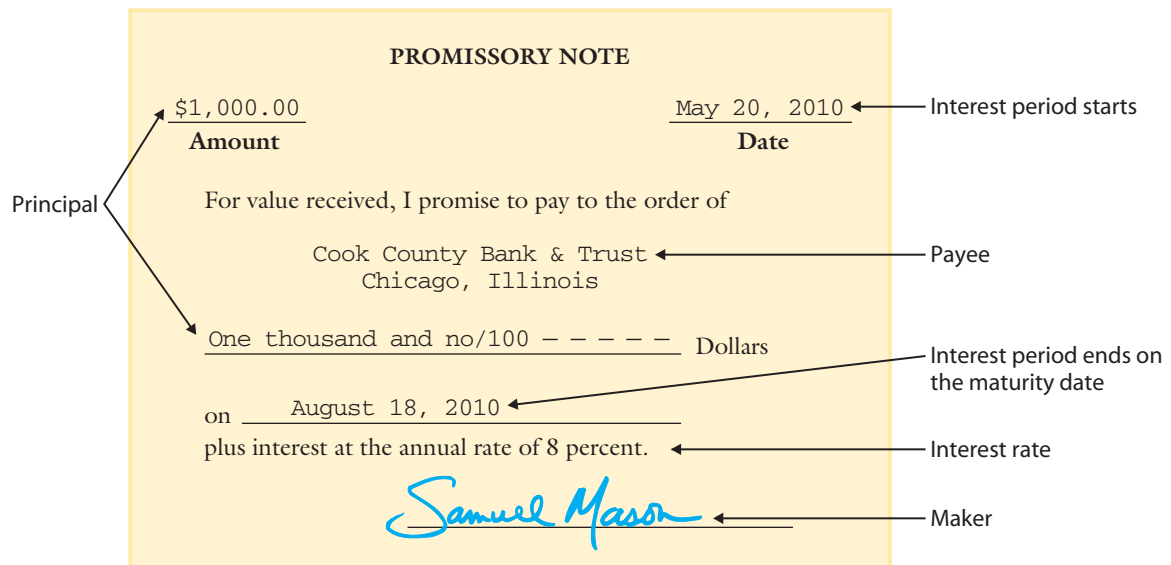 PROMISSORY NOTE
$1,000.00
Amount
May 20, 2010
Date
Interest period starts
Principal
For value received, I promise to pay to the order of
Cook County Bank & Trust
Chicago, Illinois
Payee
One thousand and no/100 – – – – – Dollars
Interest period ends on
the maturity date
on August 18, 2010
plus interest at the annual rate of 8 percent.
Interest rate
Samuel Mason
Maker